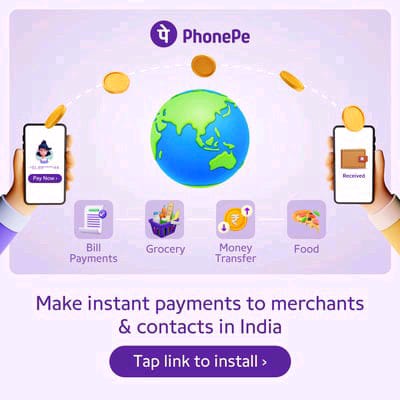 पे PhonePe
Pay Now ›
Received
Bill
Payments
Grocery
Money
Transfer
Food
Make instant payments to merchants
& contacts in India
Tap link to install ›